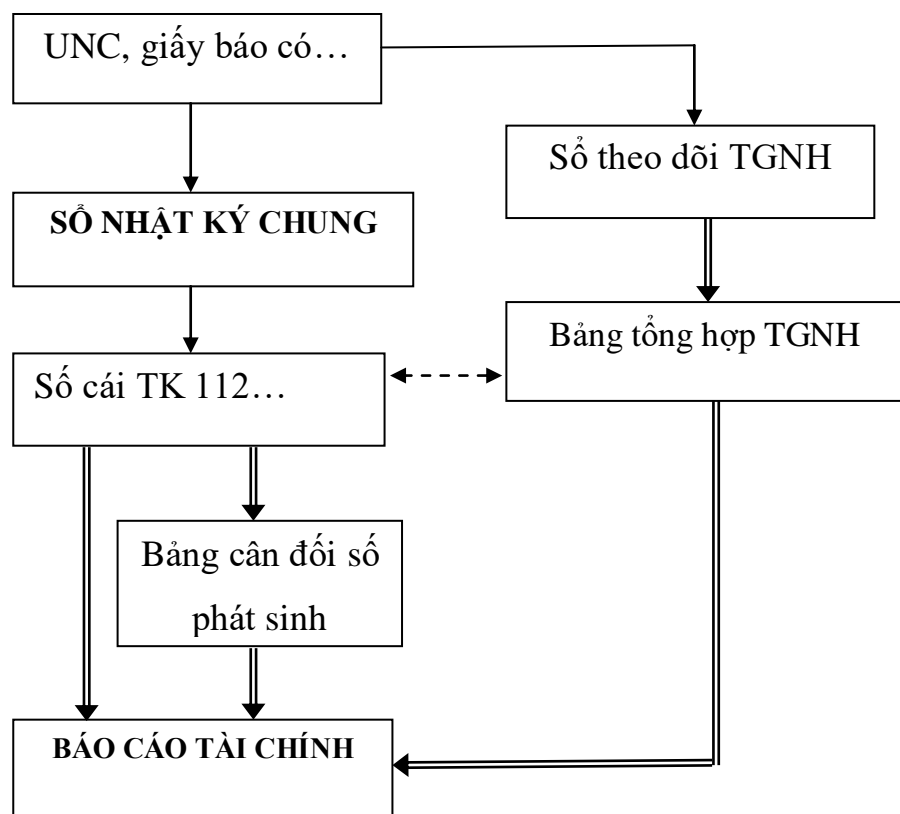 UNC, giấy báo có…
Sổ theo dõi TGNH
SỔ NHẬT KÝ CHUNG
Bảng tổng hợp TGNH
Số cái TK 112…
Bảng cân đối số
phát sinh
BÁO CÁO TÀI CHÍNH